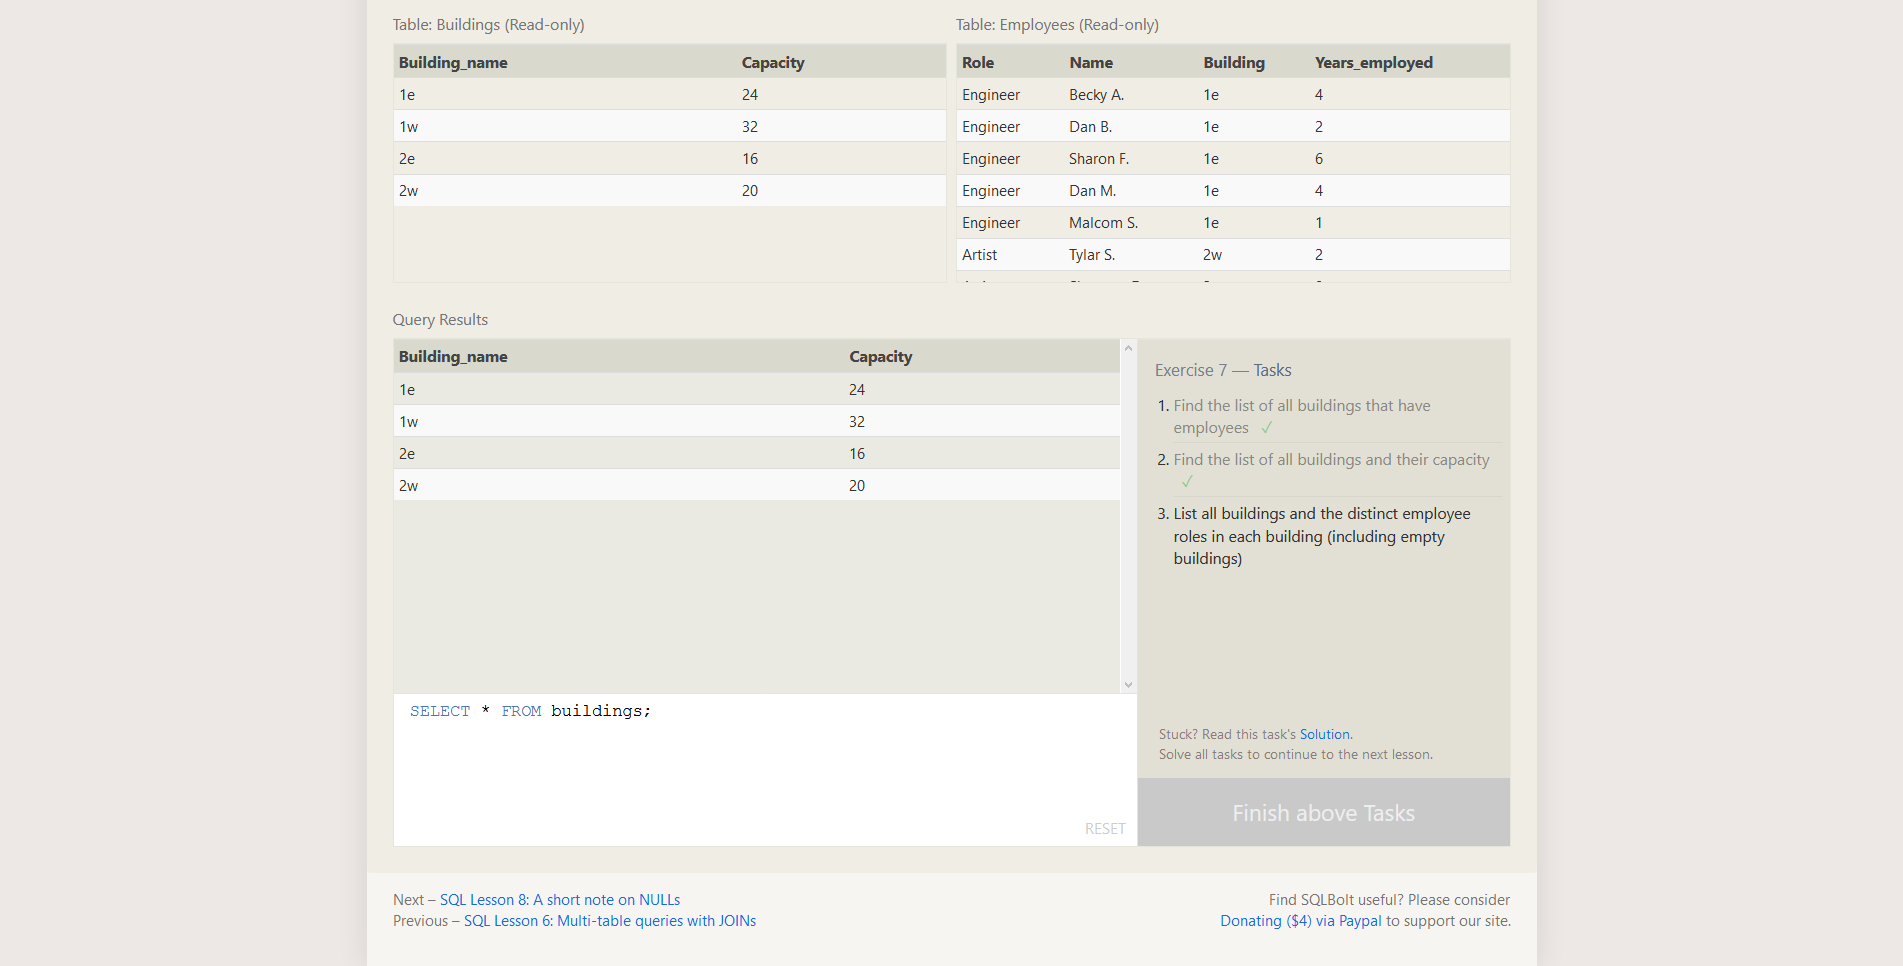 Table: Buildings (Read-only)
Building_name Capacity
1e 24
1w 32
2e 16
2w 20
Table: Employees (Read-only)
Role Name Building Years_employed
Engineer Becky A. 1e 4
Engineer Dan B. 1e 2
Engineer Sharon F. 1e 6
Engineer Dan M. 1e 4
Engineer Malcom S. 1e 1
Artist Tylar S. 2w 2
Query Results
Building_name Capacity
1e 24
1w 32
2e 16
2w 20
SELECT * FROM buildings;
RESET
Exercise 7 — Tasks
1. Find the list of all buildings that have
employees ✓
2. Find the list of all buildings and their capacity
✓
3. List all buildings and the distinct employee
roles in each building (including empty
buildings)
Stuck? Read this task's Solution.
Solve all tasks to continue to the next lesson.
Finish above Tasks
Next – SQL Lesson 8: A short note on NULLs
Previous – SQL Lesson 6: Multi-table queries with JOINs
Find SQLBolt useful? Please consider
Donating ($4) via Paypal to support our site.